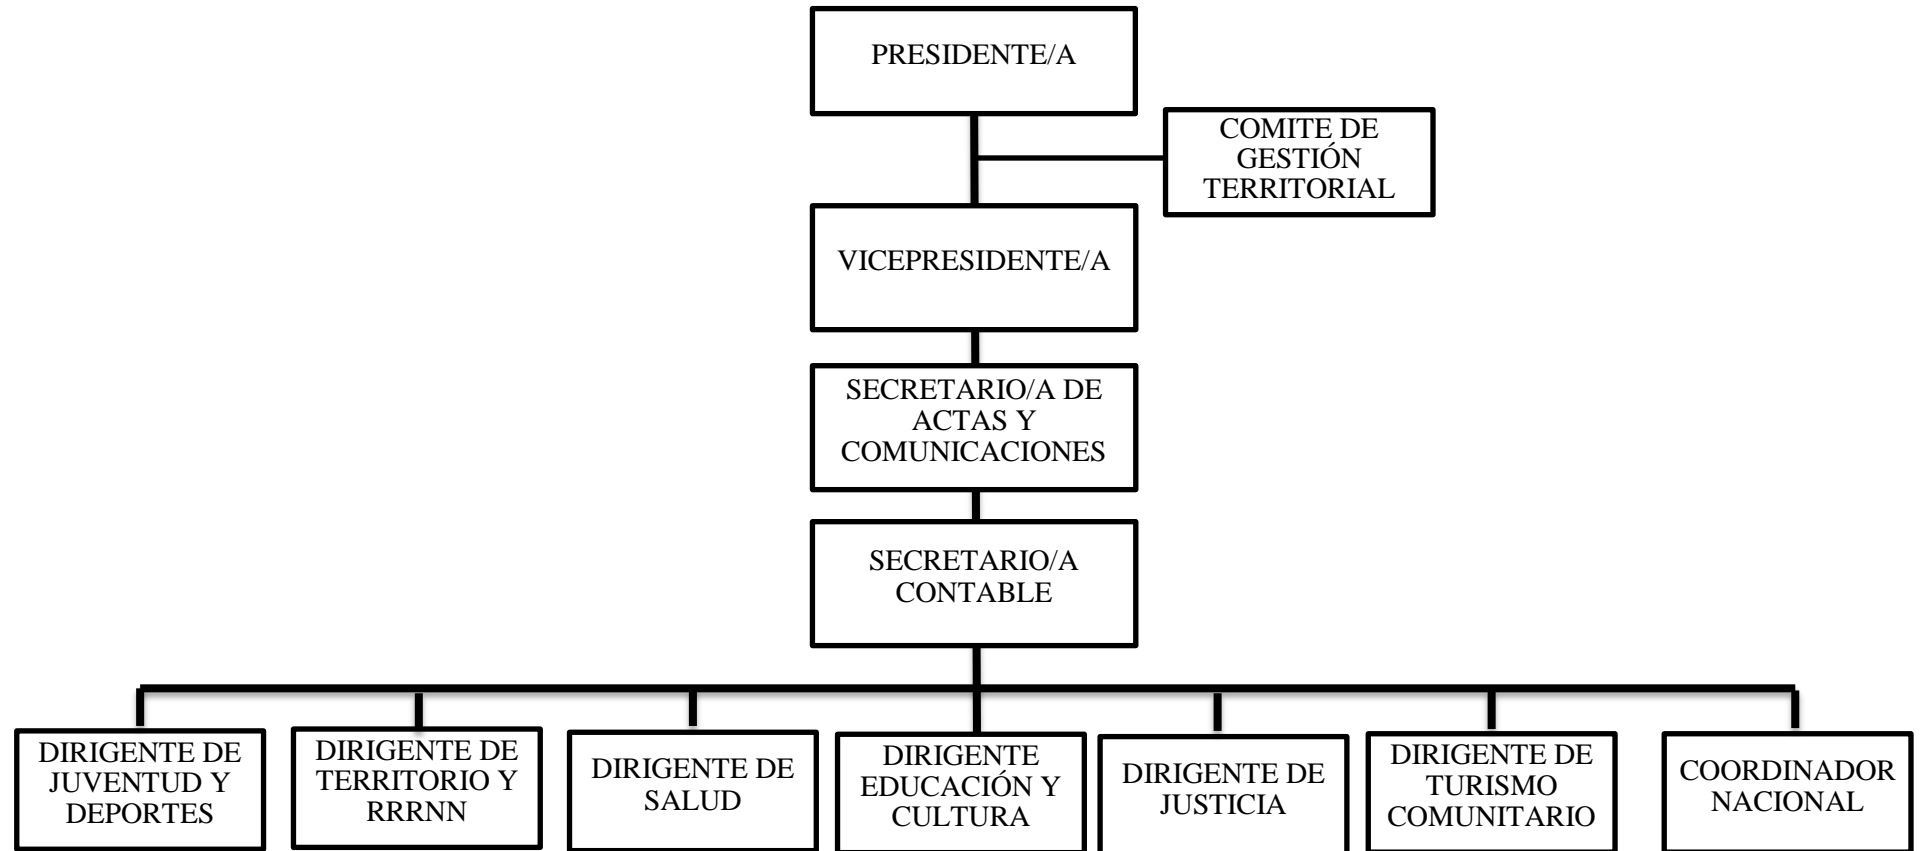 PRESIDENTE/A
COMITE DE
GESTIÓN
TERRITORIAL
VICEPRESIDENTE/A
SECRETARIO/A DE
ACTAS Y
COMUNICACIONES
SECRETARIO/A
CONTABLE
DIRIGENTE DE
JUVENTUD Y
DEPORTES
DIRIGENTE DE
TERRITORIO Y
RRRNN
DIRIGENTE DE
SALUD
DIRIGENTE
EDUCACIÓN Y
CULTURA
DIRIGENTE DE
JUSTICIA
DIRIGENTE DE
TURISMO
COMUNITARIO
COORDINADOR
NACIONAL